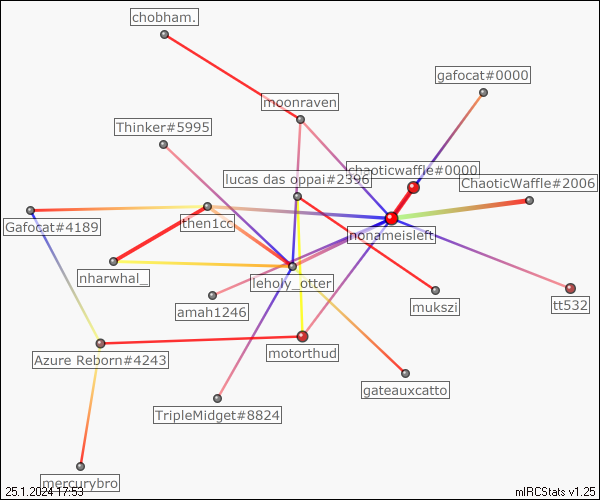 chobham.
gafocat#0000
moonraven
Thinker#5995
chaoticwaffle#0000
lucas das oppai#2396
ChaoticWaffle#2006
Gafocat#4189
then1cc
nonameisleft
nharwhal_
leholy_otter
amah1246
mukszi
tt532
Azure Reborn#4243
motorthud
gateauxcatto
TripleMidget#8824
mercurybro
25.1.2024 17:53
mIRCStats v1.25